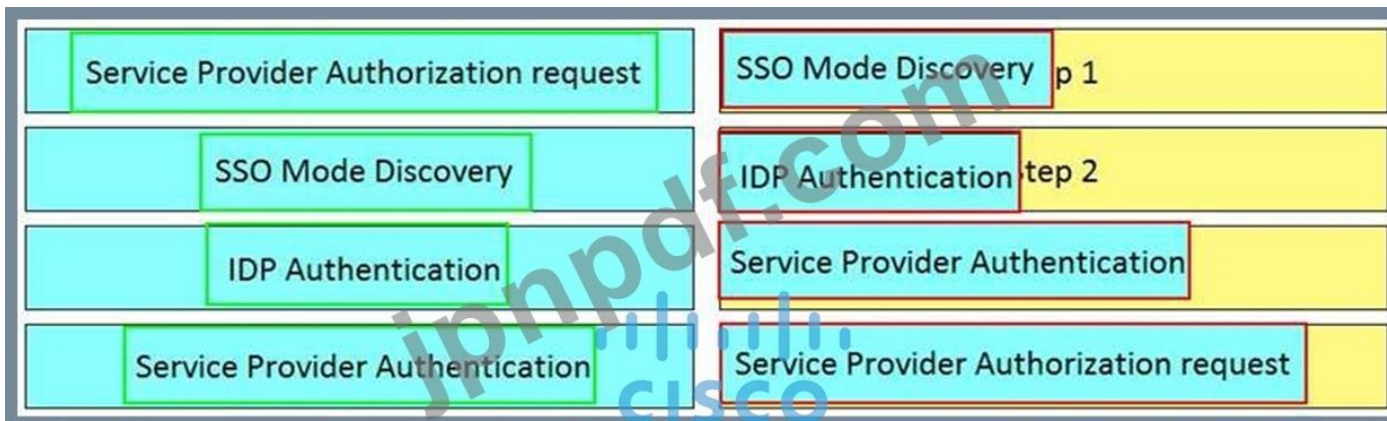 Service Provider Authorization request
SSO Mode Discovery
IDP Authentication
Service Provider Authentication
SSO Mode Discovery p 1
IDP Authentication tep 2
Service Provider Authentication
Service Provider Authorization request
jpnpdf.com
CISCO